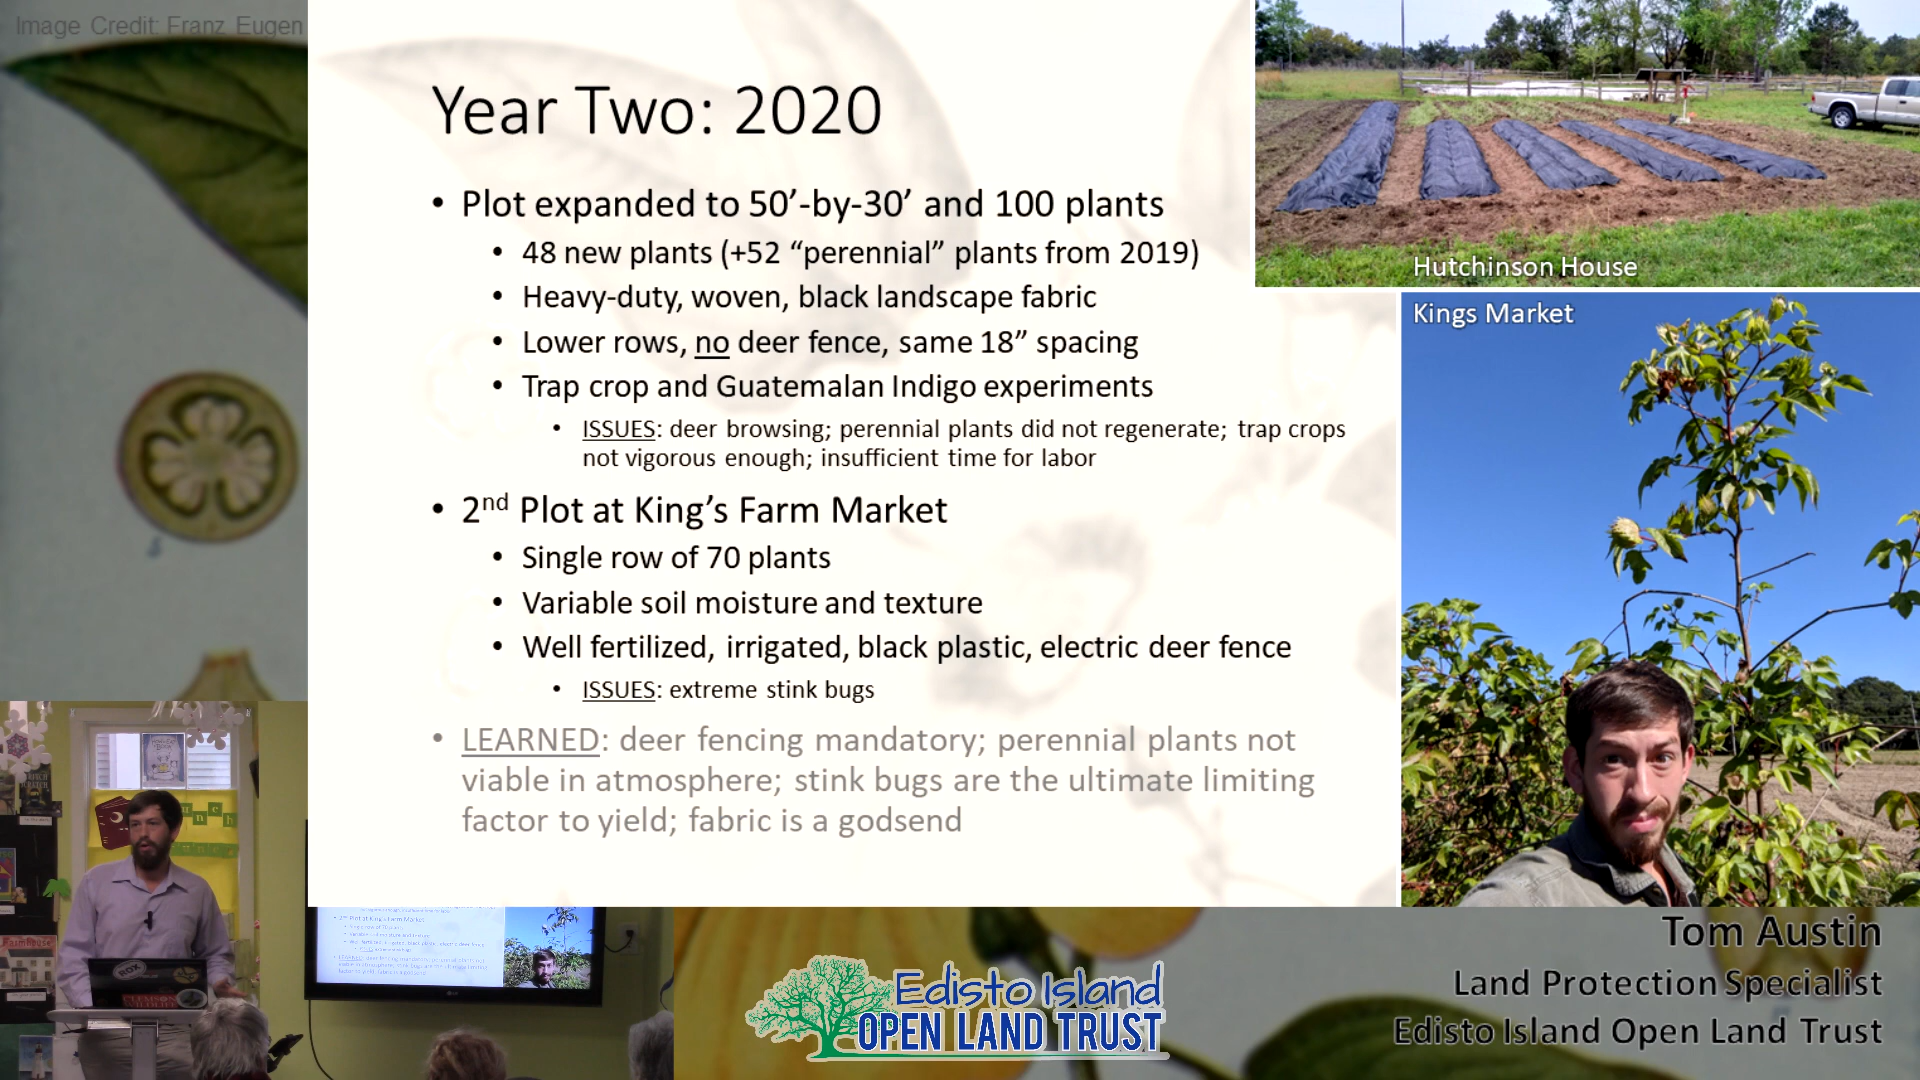 Image Credit: Franz Eugen
Year Two: 2020
• Plot expanded to 50’-by-30’ and 100 plants
• 48 new plants (+52 “perennial” plants from 2019)
• Heavy-duty, woven, black landscape fabric
• Lower rows, no deer fence, same 18” spacing
• Trap crop and Guatemalan Indigo experiments
• ISSUES: deer browsing; perennial plants did not regenerate; trap crops
not vigorous enough; insufficient time for labor
• 2nd Plot at King’s Farm Market
• Single row of 70 plants
• Variable soil moisture and texture
• Well fertilized, irrigated, black plastic, electric deer fence
• ISSUES: extreme stink bugs
• LEARNED: deer fencing mandatory; perennial plants not
viable in atmosphere; stink bugs are the ultimate limiting
factor to yield; fabric is a godsend
Hutchinson House
Kings Market
Edisto Island
OPEN LAND TRUST
Tom Austin
Land Protection Specialist
Edisto Island Open Land Trust